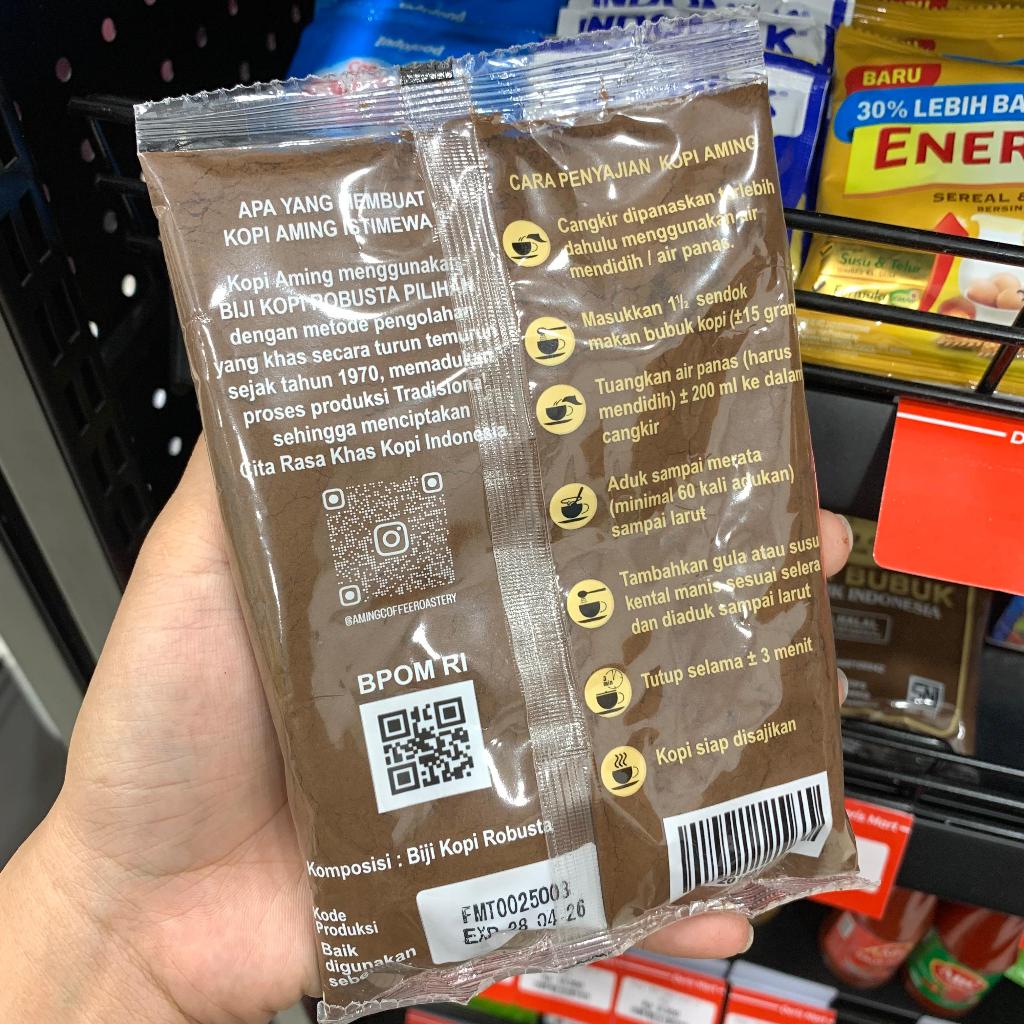 APA YANG MEMBUAT
KOPI AMING ISTIMEWA
Kopi Aming menggunakan
BIJI KOPI ROBUSTA PILIHAN
dengan metode pengolahan
yang khas secara turun temurun
sejak tahun 1970, memadukan
proses produksi Tradisional
sehingga menciptakan
Cita Rasa Khas Kopi Indonesia
@AMINGCOFFEEROASTERY
BPOM RI
Komposisi : Biji Kopi Robusta
Kode
Produksi
Baik
digunakan
FMT0025003
EXP 28 04 26
CARA PENYAJIAN KOPI AMING
Cangkir dipanaskan terlebih
dahulu menggunakan air
mendidih / air panas.
Masukkan 1½ sendok
makan bubuk kopi (±15 gram
Tuangkan air panas (harus
mendidih) ± 200 ml ke dalam
cangkir
Aduk sampai merata
(minimal 60 kali adukan)
sampai larut
Tambahkan gula atau susu
kental manis sesuai selera
dan diaduk sampai larut
Tutup selama ± 3 menit
Kopi siap disajikan
BARU
30% LEBIH BA
ENER
SEREAL &
BERSIN
Susu & Telur
BUBUK
INDONESIA
HALAL